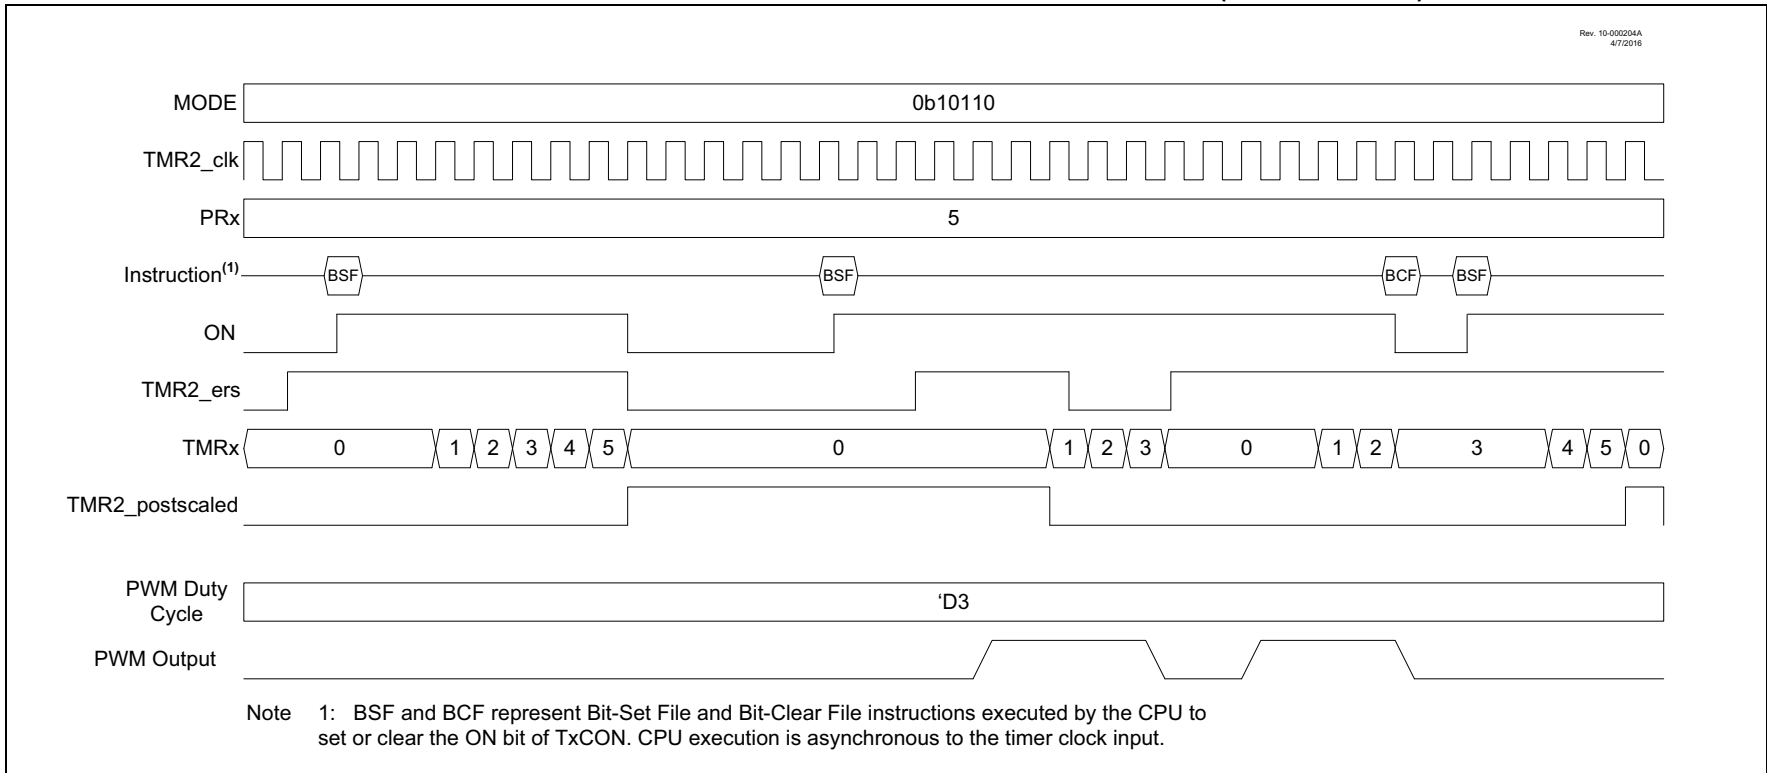 Rev. 10-000204A
4/7/2016
MODE 0b10110
TMR2_clk
PRx 5
Instruction(1) BSF BSF BCF BSF
ON
TMR2_ers
TMRx 0 1 2 3 4 5 0 1 2 3 0 1 2 3 4 5 0
TMR2_postscaled
PWM Duty
Cycle
‘D3
PWM Output
Note 1: BSF and BCF represent Bit-Set File and Bit-Clear File instructions executed by the CPU to
set or clear the ON bit of TxCON. CPU execution is asynchronous to the timer clock input.